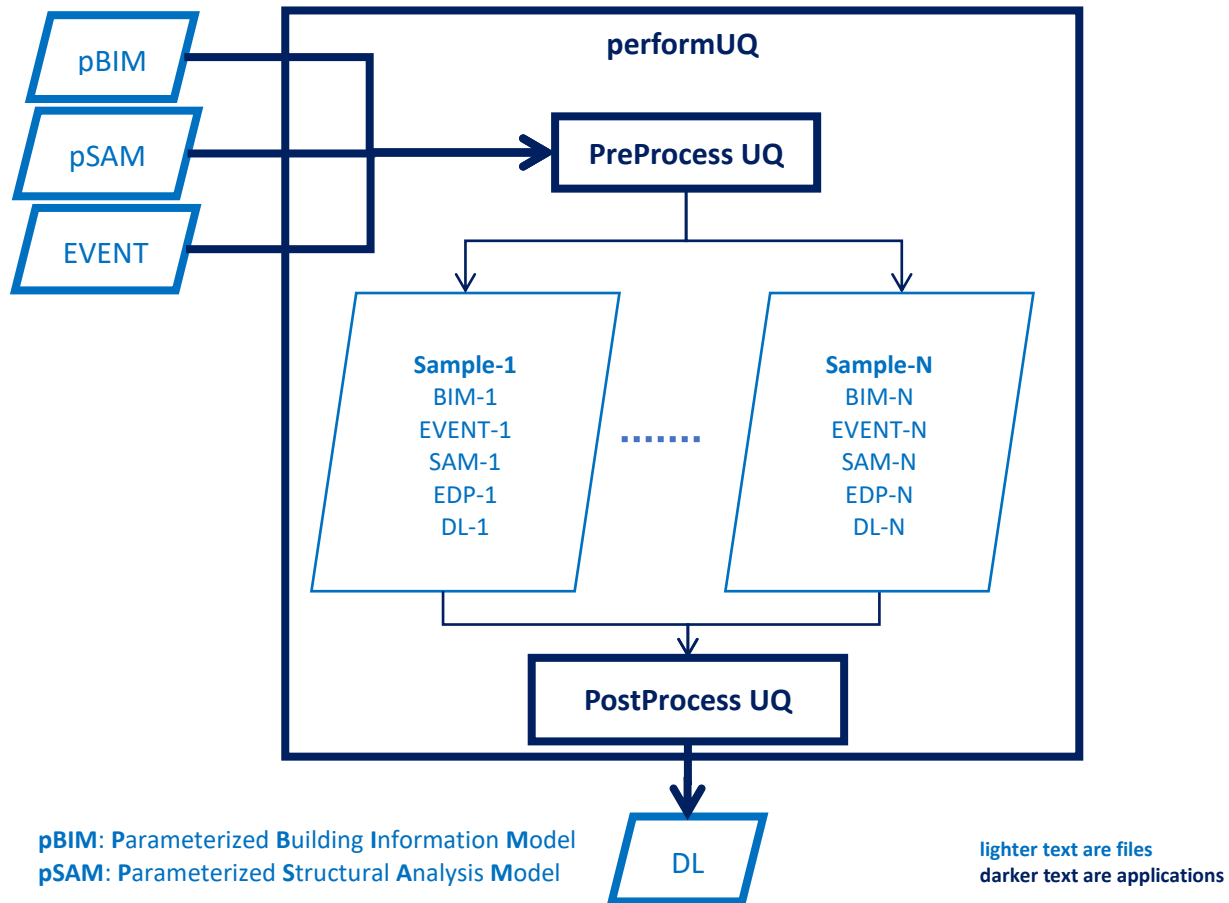 pBIM
pSAM
EVENT
performUQ
PreProcess UQ
Sample-1
BIM-1
EVENT-1
SAM-1
EDP-1
DL-1
Sample-N
BIM-N
EVENT-N
SAM-N
EDP-N
DL-N
PostProcess UQ
DL
pBIM: Parameterized Building Information Model
pSAM: Parameterized Structural Analysis Model
lighter text are files
darker text are applications